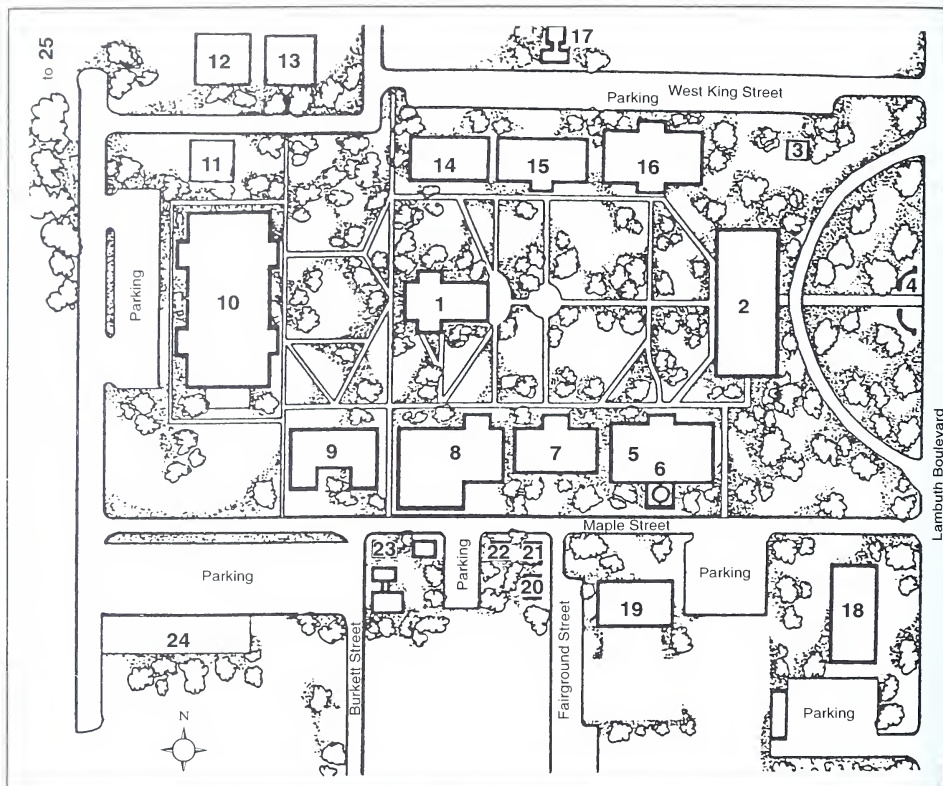 to 25
12
13
17
West King Street
Parking
11
14
15
16
3
Parking
10
1
2
4
9
8
7
5
6
Lambuth Boulevard
Maple Street
Parking
23
Parking
22
21
20
Parking
19
18
24
Burkett Street
Fairground Street
Parking
N